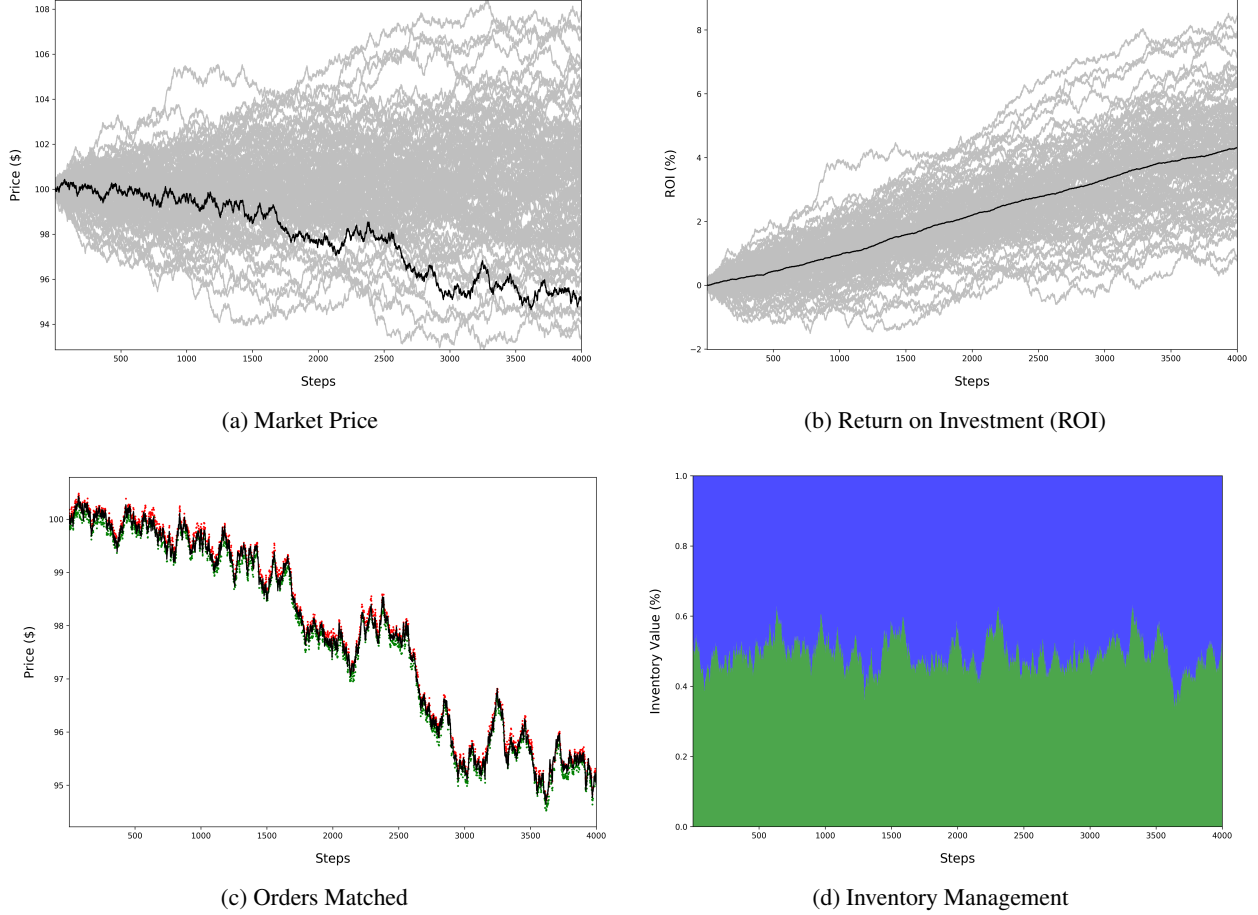 108
106
104
102
100
98
96
94
Price ($)
500 1000 1500 2000 2500 3000 3500 4000
Steps
(a) Market Price
8
6
4
2
0
−2
ROI (%)
500 1000 1500 2000 2500 3000 3500 4000
Steps
(b) Return on Investment (ROI)
100
99
98
97
96
95
Price ($)
500 1000 1500 2000 2500 3000 3500 4000
Steps
(c) Orders Matched
1.0
0.8
0.6
0.4
0.2
0.0
Inventory Value (%)
500 1000 1500 2000 2500 3000 3500 4000
Steps
(d) Inventory Management